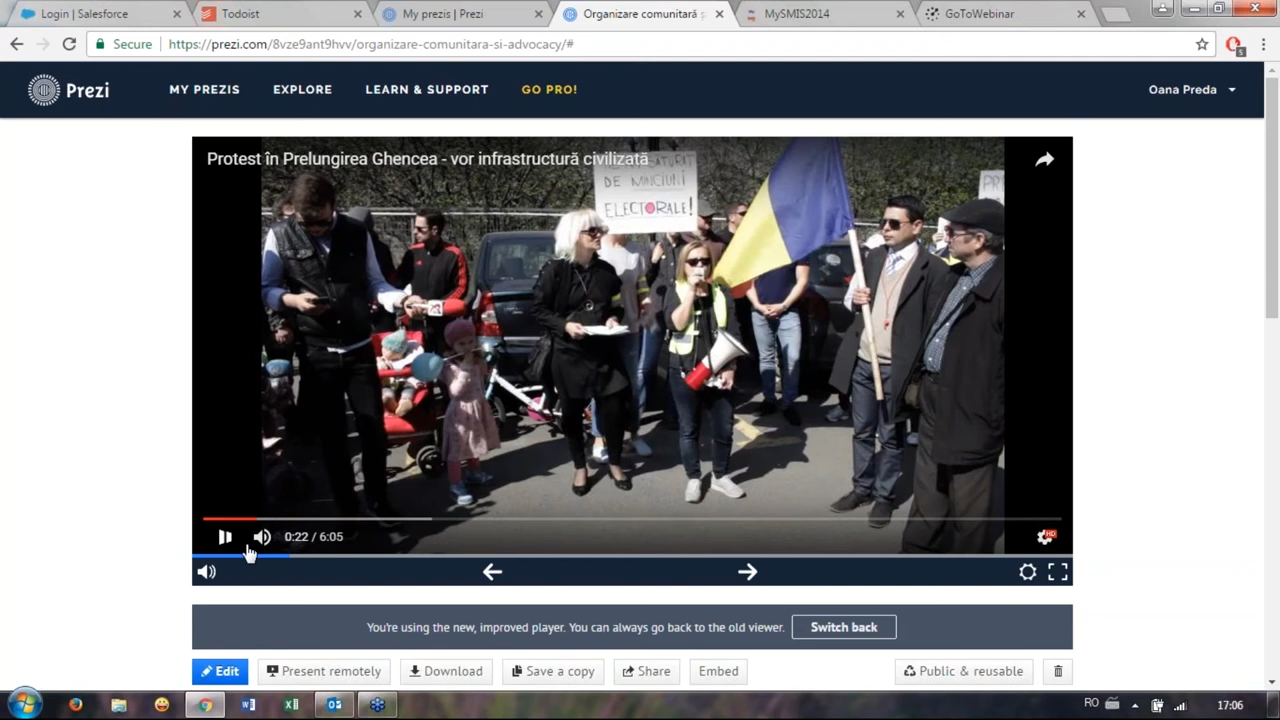 Login | Salesforce
Todoist
My prezis | Prezi
Organizare comunitară ș
MySMIS2014
GoToWebinar
Secure
https://prezi.com/8vze9ant9hvv/organizare-comunitara-si-advocacy/#
5
Prezi
MY PREZIS
EXPLORE
LEARN & SUPPORT
GO PRO!
Oana Preda
Protest în Prelungirea Ghencea - vor infrastructură civilizată
DE MINCIUNI
ELECTORALE!
PR
0:22 / 6:05
HD
You're using the new, improved player. You can always go back to the old viewer.
Switch back
Edit
Present remotely
Download
Save a copy
Share
Embed
Public & reusable
RO
17:06